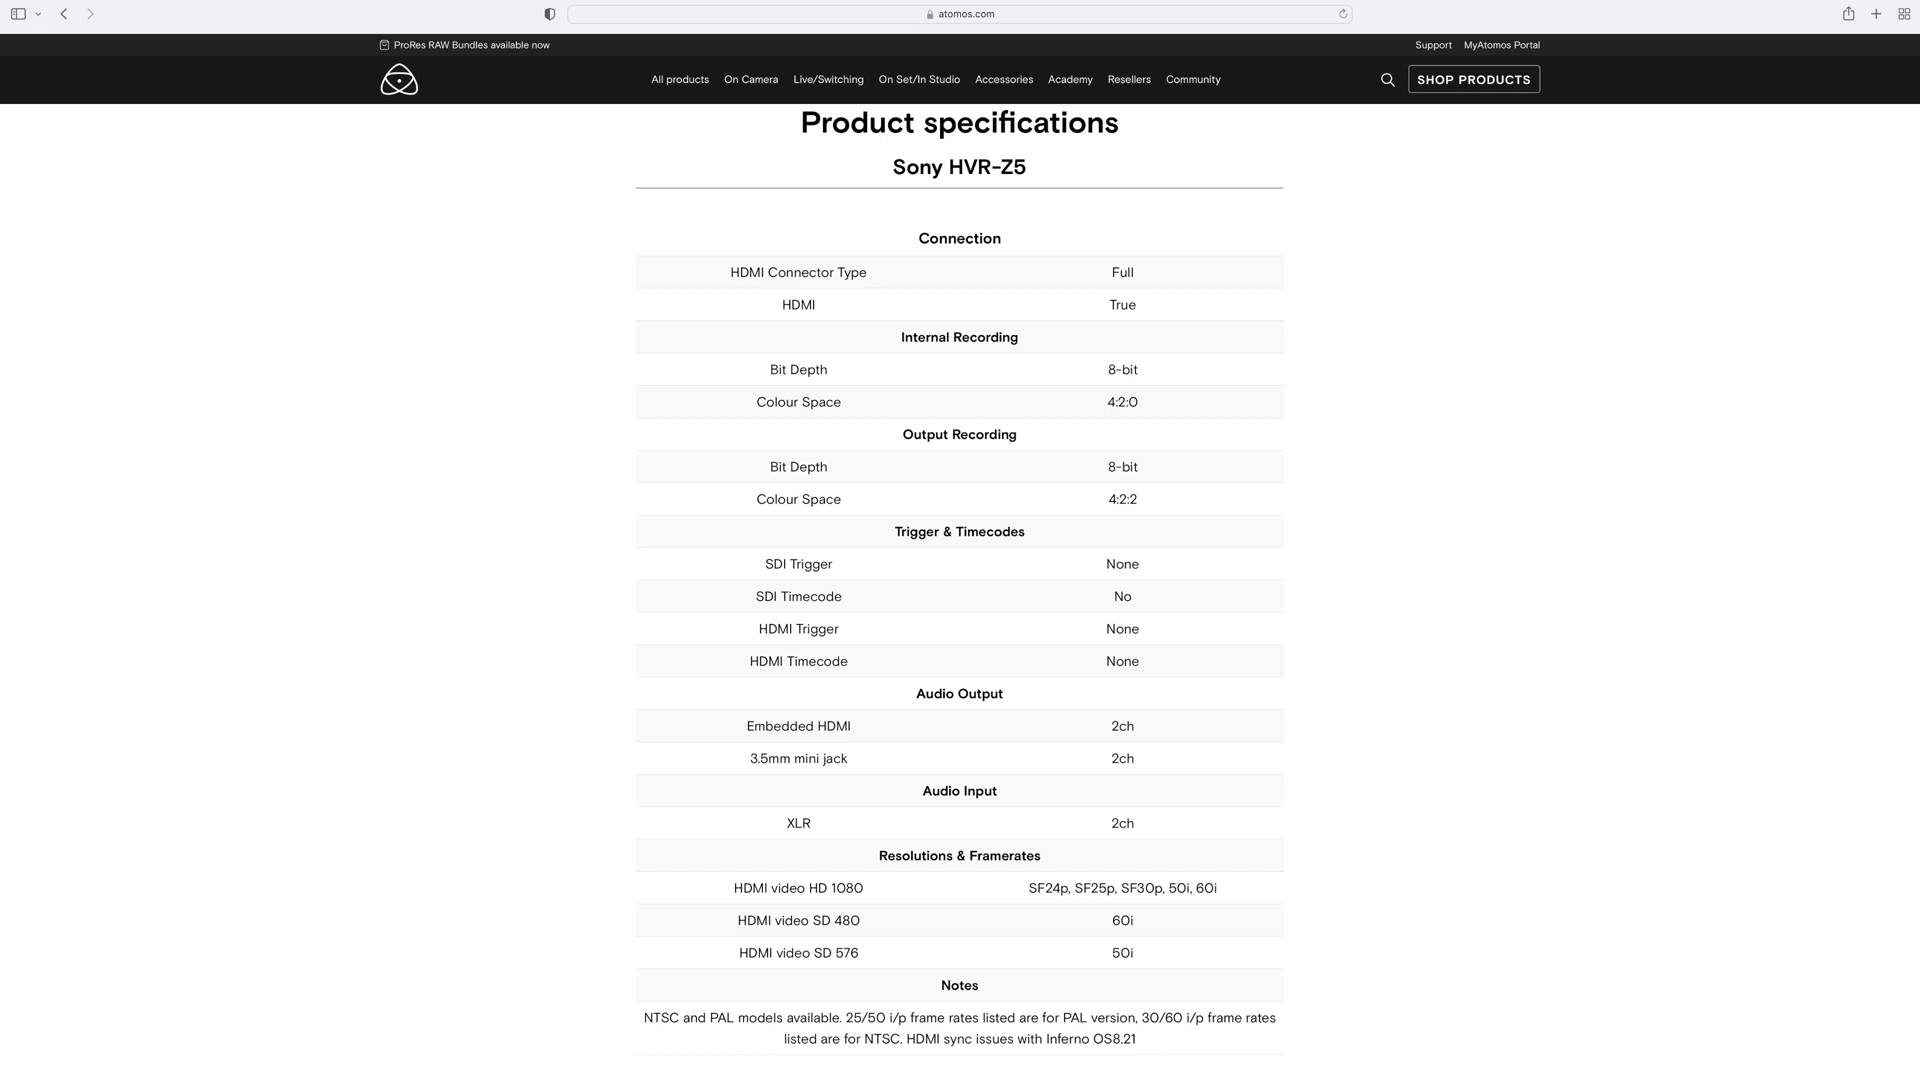 atomos.com
ProRes RAW Bundles available now
Support
MyAtomos Portal
All products
On Camera
Live/Switching
On Set/In Studio
Accessories
Academy
Resellers
Community
SHOP PRODUCTS
Product specifications
Sony HVR-Z5
Connection
HDMI Connector Type Full
HDMI True
Internal Recording
Bit Depth 8-bit
Colour Space 4:2:0
Output Recording
Bit Depth 8-bit
Colour Space 4:2:2
Trigger & Timecodes
SDI Trigger None
SDI Timecode No
HDMI Trigger None
HDMI Timecode None
Audio Output
Embedded HDMI 2ch
3.5mm mini jack 2ch
Audio Input
XLR 2ch
Resolutions & Framerates
HDMI video HD 1080 SF24p, SF25p, SF30p, 50i, 60i
HDMI video SD 480 60i
HDMI video SD 576 50i
Notes
NTSC and PAL models available. 25/50 i/p frame rates listed are for PAL version, 30/60 i/p frame rates
listed are for NTSC. HDMI sync issues with Inferno OS8.21